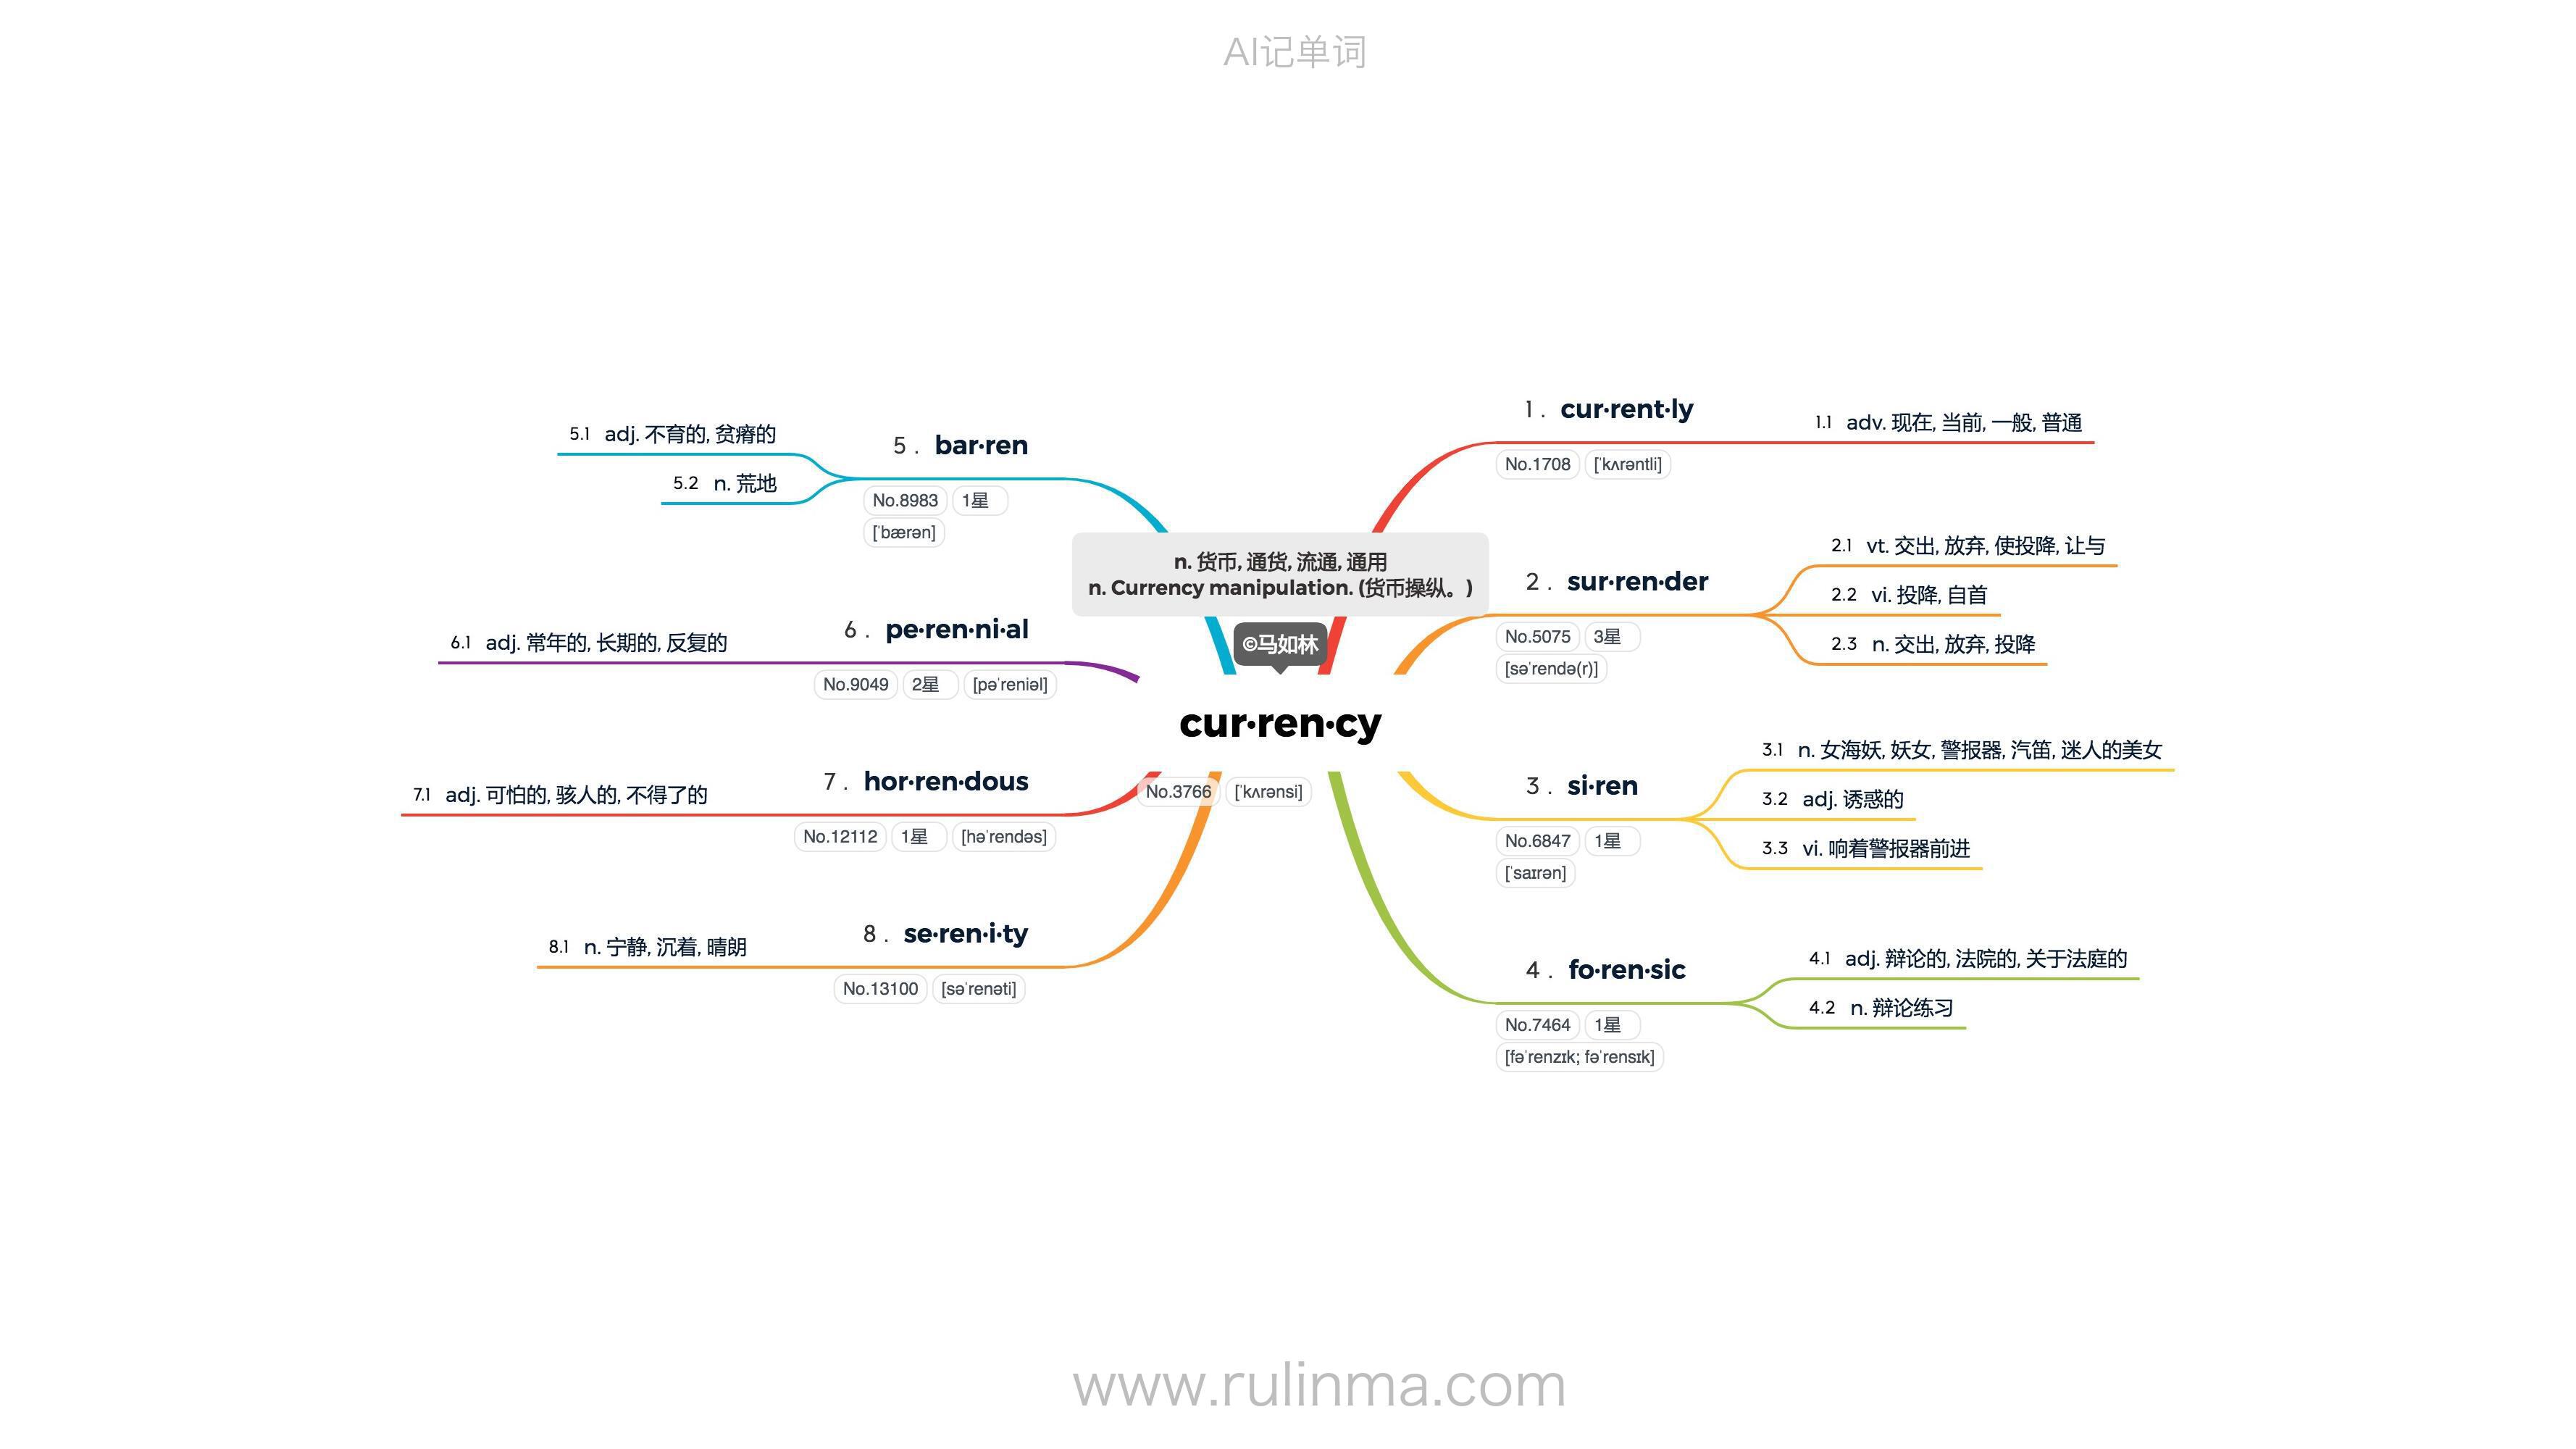 AI记单词
n. 货币, 通货, 流通, 通用
n. Currency manipulation. (货币操纵。)
©马如林
cur·ren·cy
No.3766 [ˈkʌrənsi]
1 . cur·rent·ly
No.1708 [ˈkʌrəntli]
1.1 adv. 现在, 当前, 一般, 普通
2 . sur·ren·der
No.5075 3星
[səˈrendə(r)]
2.1 vt. 交出, 放弃, 使投降, 让与
2.2 vi. 投降, 自首
2.3 n. 交出, 放弃, 投降
3 . si·ren
No.6847 1星
[ˈsaɪrən]
3.1 n. 女海妖, 妖女, 警报器, 汽笛, 迷人的美女
3.2 adj. 诱惑的
3.3 vi. 响着警报器前进
4 . fo·ren·sic
No.7464 1星
[fəˈrenzɪk; fəˈrensɪk]
4.1 adj. 辩论的, 法院的, 关于法庭的
4.2 n. 辩论练习
5 . bar·ren
No.8983 1星
[ˈbærən]
5.1 adj. 不育的, 贫瘠的
5.2 n. 荒地
6 . pe·ren·ni·al
No.9049 2星 [pəˈreniəl]
6.1 adj. 常年的, 长期的, 反复的
7 . hor·ren·dous
No.12112 1星 [həˈrendəs]
7.1 adj. 可怕的, 骇人的, 不得了的
8 . se·ren·i·ty
No.13100 [səˈrenəti]
8.1 n. 宁静, 沉着, 晴朗
www.rulinma.com